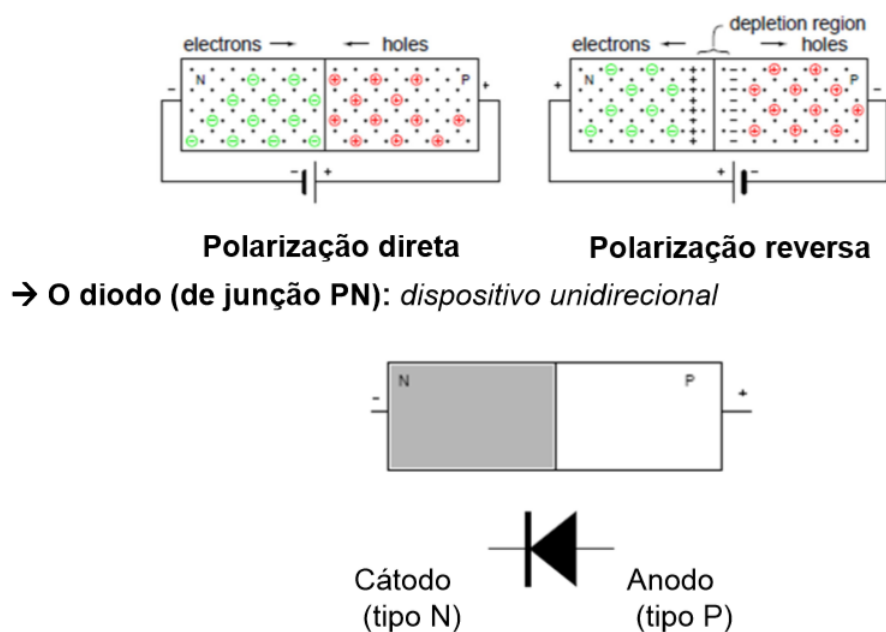 depletion region
electrons → ← holes
electrons ← → holes
N P
- +
N P
+ -
- +
+ -
Polarização direta
Polarização reversa
→ O diodo (de junção PN): dispositivo unidirecional
N P
- +
Cátodo
(tipo N)
Anodo
(tipo P)